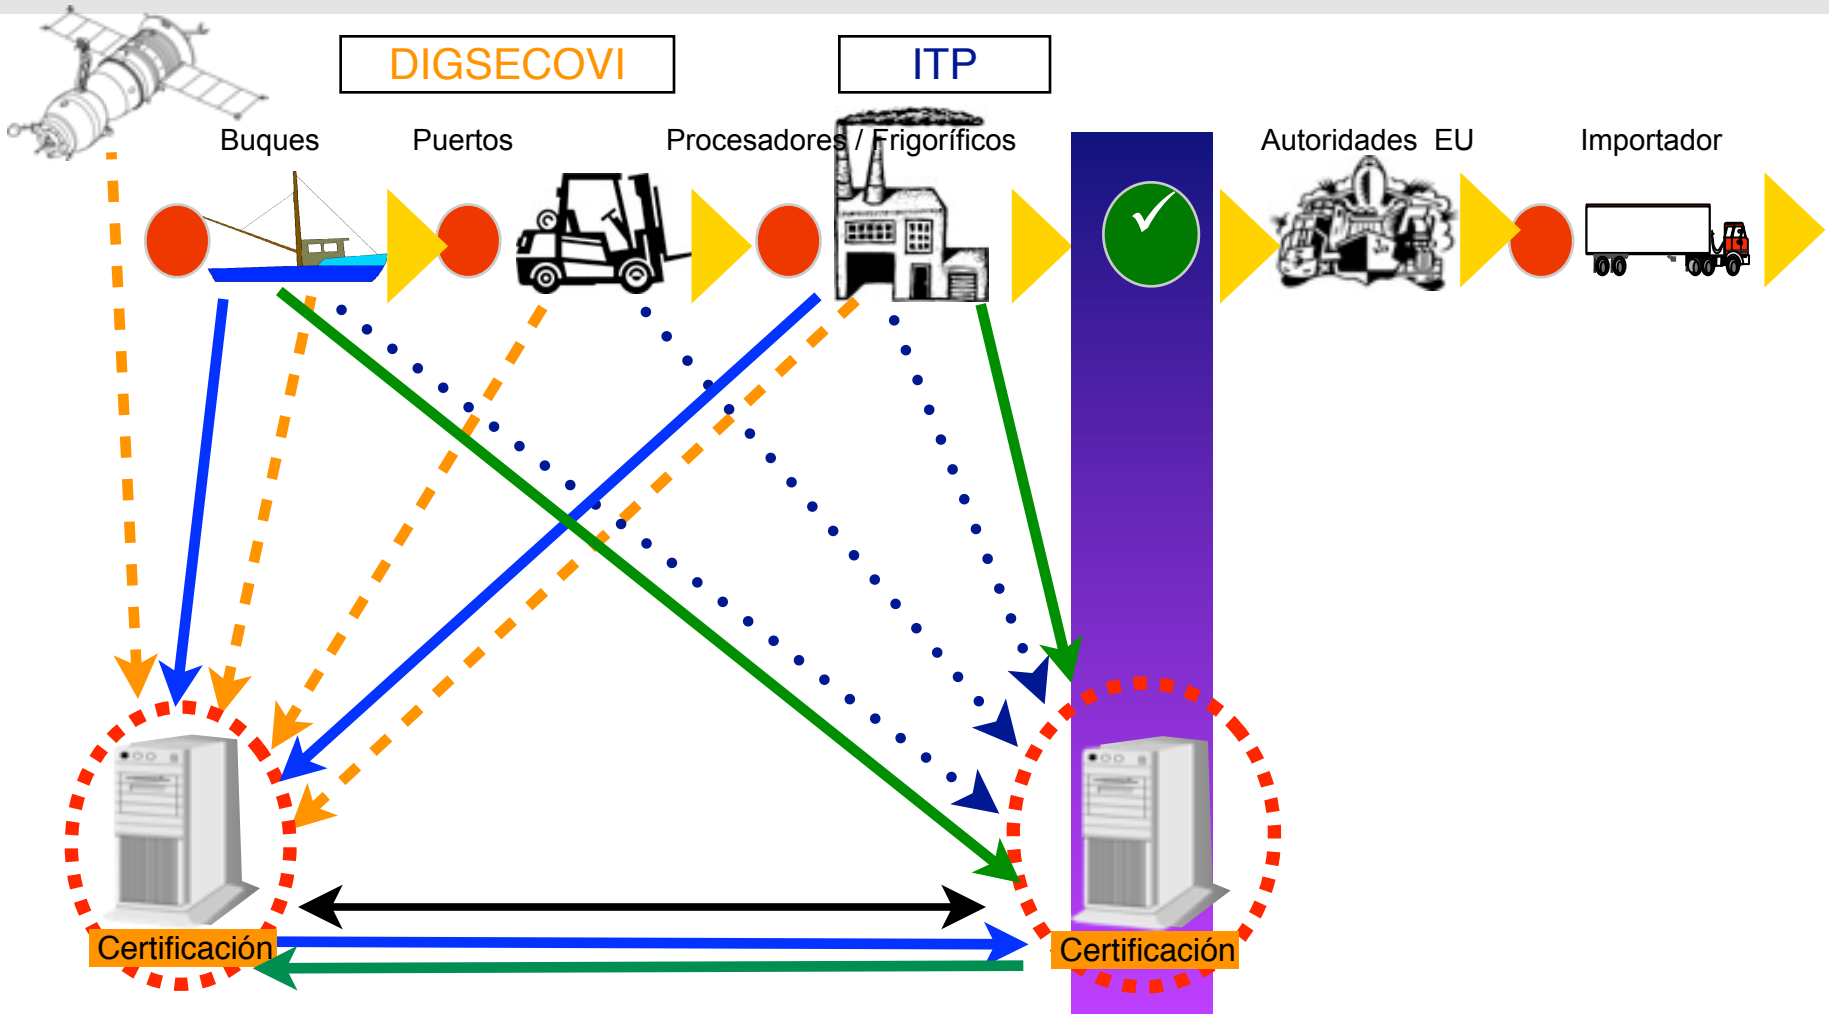 DIGSECOVI
ITP
Buques
Puertos
Procesadores / Frigoríficos
Autoridades EU
Importador
Certificación
Certificación